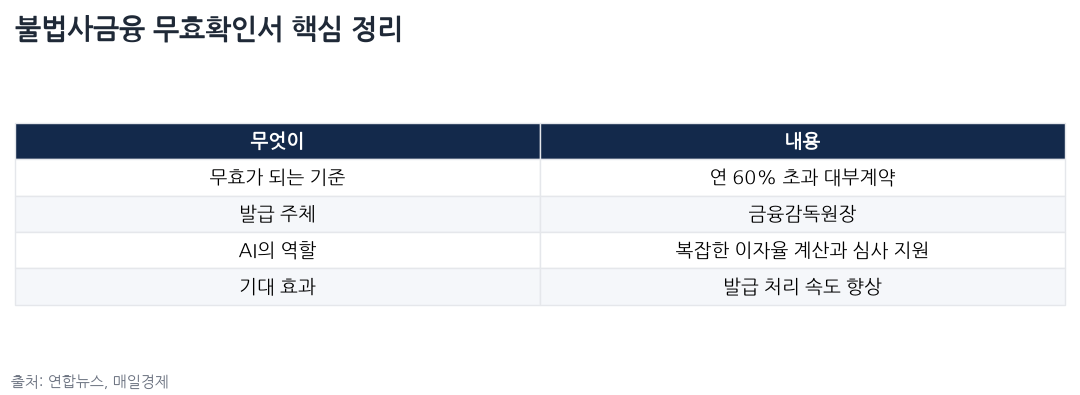 불법사금융 무효확인서 핵심 정리
무엇이 내용
무효가 되는 기준 연 60% 초과 대부계약
발급 주체 금융감독원장
AI의 역할 복잡한 이자율 계산과 심사 지원
기대 효과 발급 처리 속도 향상
출처: 연합뉴스, 매일경제